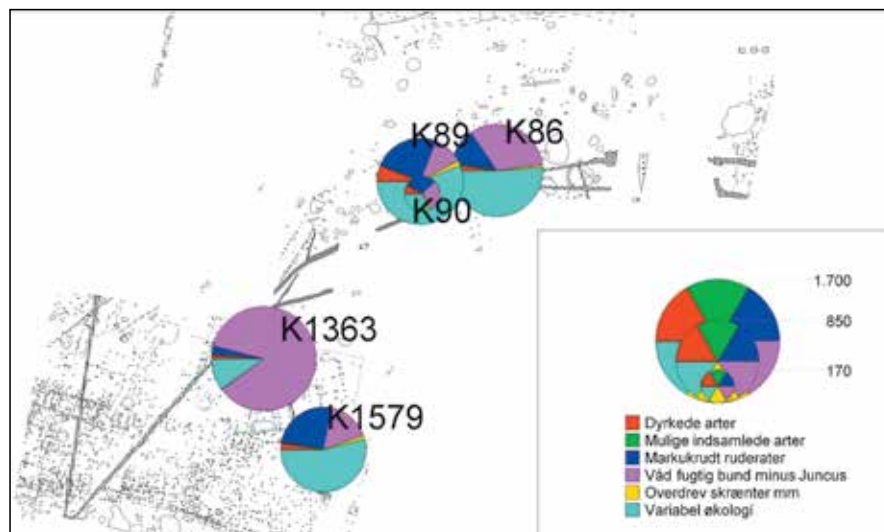 K89
K86
K90
K1363
K1579
1.700
850
170
Dyrkede arter
Mulige indsamlede arter
Markukrudt ruderater
Våd fugtig bund minus Juncus
Overdrev skrænter mm
Variabel økologi